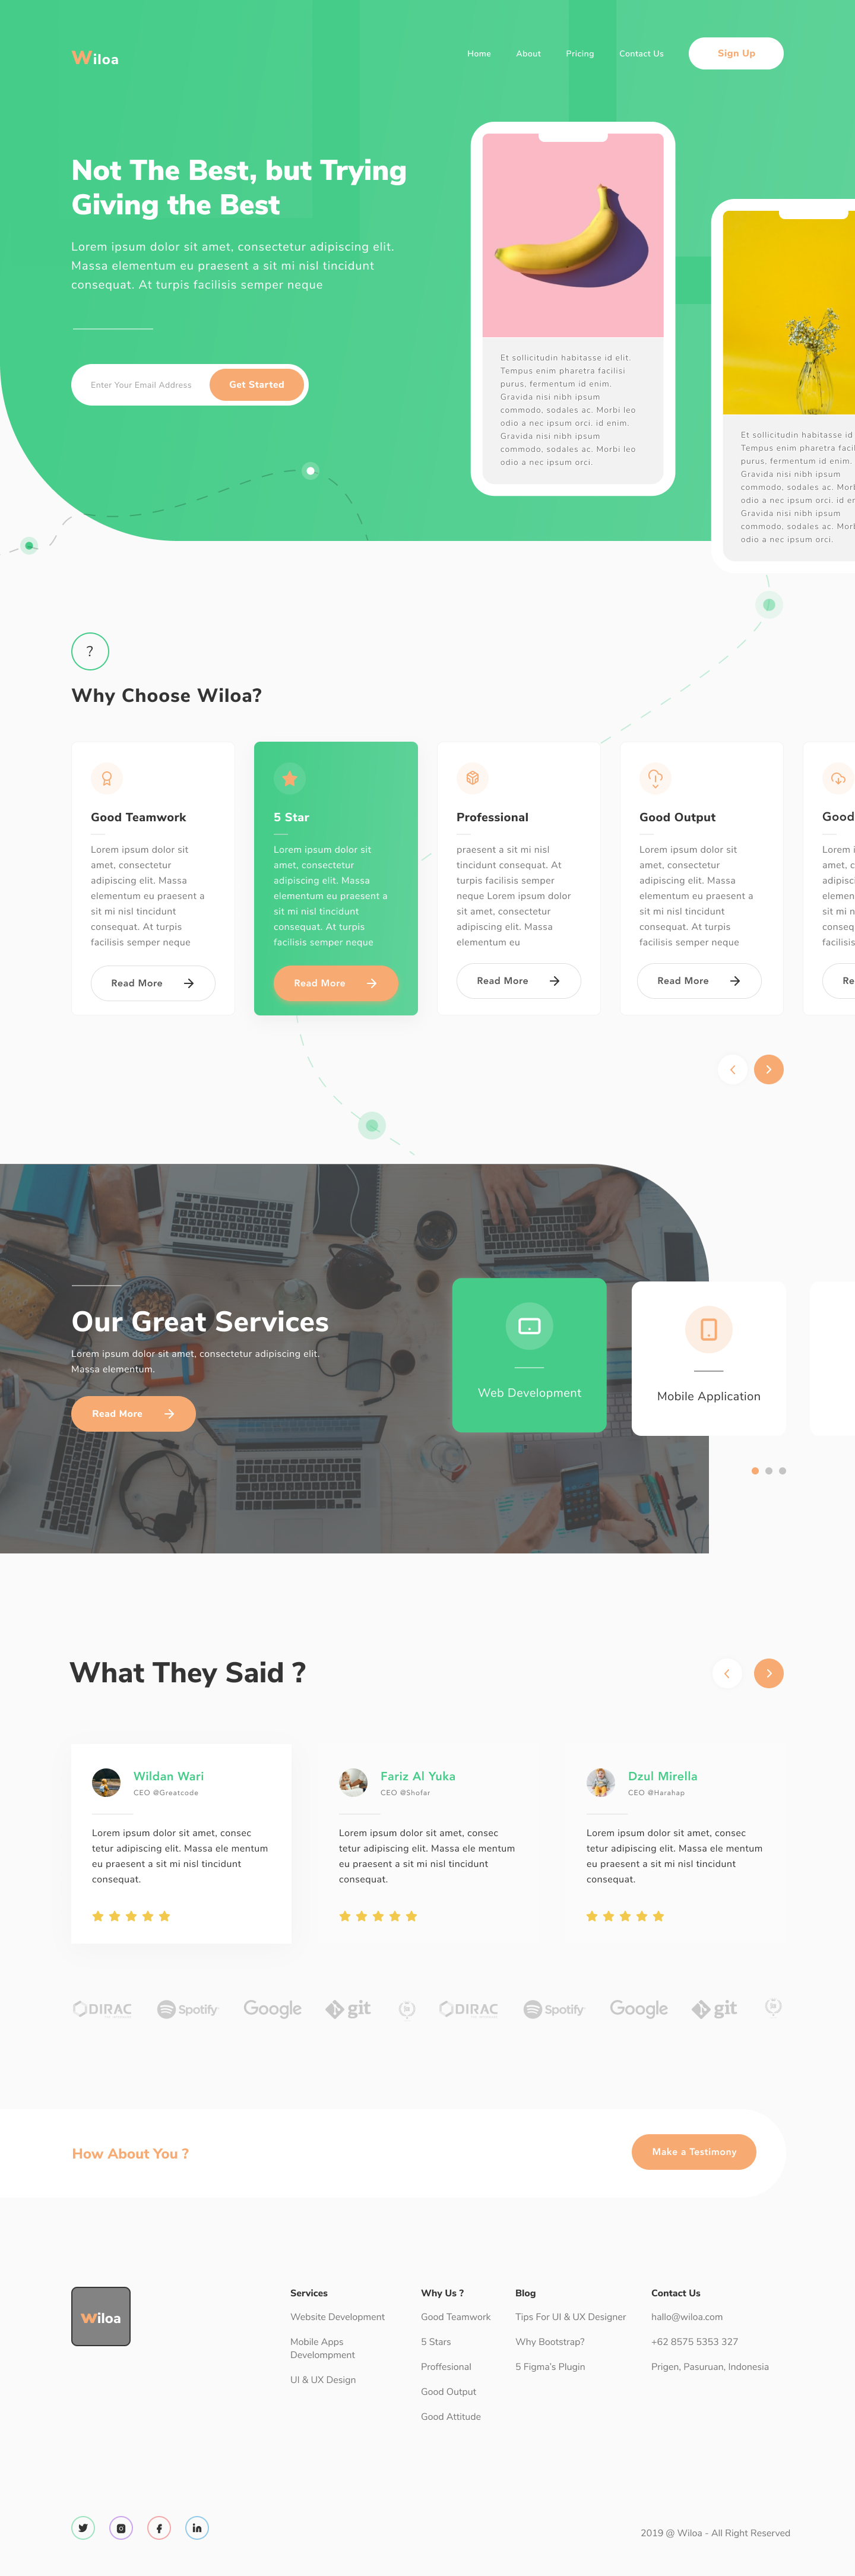 Wiloa
Home About Pricing Contact Us Sign Up
Not The Best, but Trying
Giving the Best
Lorem ipsum dolor sit amet, consectetur adipiscing elit.
Massa elementum eu praesent a sit mi nisl tincidunt
consequat. At turpis facilisis semper neque
Enter Your Email Address Get Started
Et sollicitudin habitasse id elit.
Tempus enim pharetra facilisi
purus, fermentum id enim.
Gravida nisi nibh ipsum
commodo, sodales ac. Morbi leo
odio a nec ipsum orci. id enim.
Gravida nisi nibh ipsum
commodo, sodales ac. Morbi leo
odio a nec ipsum orci.
Et sollicitudin habitasse id
Tempus enim pharetra facil
purus, fermentum id enim.
Gravida nisi nibh ipsum
commodo, sodales ac. Morb
odio a nec ipsum orci. id en
Gravida nisi nibh ipsum
commodo, sodales ac. Morb
odio a nec ipsum orci.
?
Why Choose Wiloa?
Good Teamwork
Lorem ipsum dolor sit
amet, consectetur
adipiscing elit. Massa
elementum eu praesent a
sit mi nisl tincidunt
consequat. At turpis
facilisis semper neque
Read More
5 Star
Lorem ipsum dolor sit
amet, consectetur
adipiscing elit. Massa
elementum eu praesent a
sit mi nisl tincidunt
consequat. At turpis
facilisis semper neque
Read More
Professional
praesent a sit mi nisl
tincidunt consequat. At
turpis facilisis semper
neque Lorem ipsum dolor
sit amet, consectetur
adipiscing elit. Massa
elementum eu
Read More
Good Output
Lorem ipsum dolor sit
amet, consectetur
adipiscing elit. Massa
elementum eu praesent a
sit mi nisl tincidunt
consequat. At turpis
facilisis semper neque
Read More
Good
Lorem i
amet, c
adipisc
elemen
sit mi n
conseq
facilisis
Re
Our Great Services
Lorem ipsum dolor sit amet, consectetur adipiscing elit.
Massa elementum.
Read More
Web Development
Mobile Application
What They Said ?
Wildan Wari
CEO @Greatcode
Lorem ipsum dolor sit amet, consec
tetur adipiscing elit. Massa ele mentum
eu praesent a sit mi nisl tincidunt
consequat.
Fariz Al Yuka
CEO @Shofar
Lorem ipsum dolor sit amet, consec
tetur adipiscing elit. Massa ele mentum
eu praesent a sit mi nisl tincidunt
consequat.
Dzul Mirella
CEO @Harahap
Lorem ipsum dolor sit amet, consec
tetur adipiscing elit. Massa ele mentum
eu praesent a sit mi nisl tincidunt
consequat.
DIRAC Spotify Google git DIRAC Spotify Google git
How About You ?
Make a Testimony
Wiloa
Services
Website Development
Mobile Apps
Develompment
UI & UX Design
Why Us ?
Good Teamwork
5 Stars
Proffesional
Good Output
Good Attitude
Blog
Tips For UI & UX Designer
Why Bootstrap?
5 Figma's Plugin
Contact Us
hallo@wiloa.com
+62 8575 5353 327
Prigen, Pasuruan, Indonesia
2019 @ Wiloa - All Right Reserved